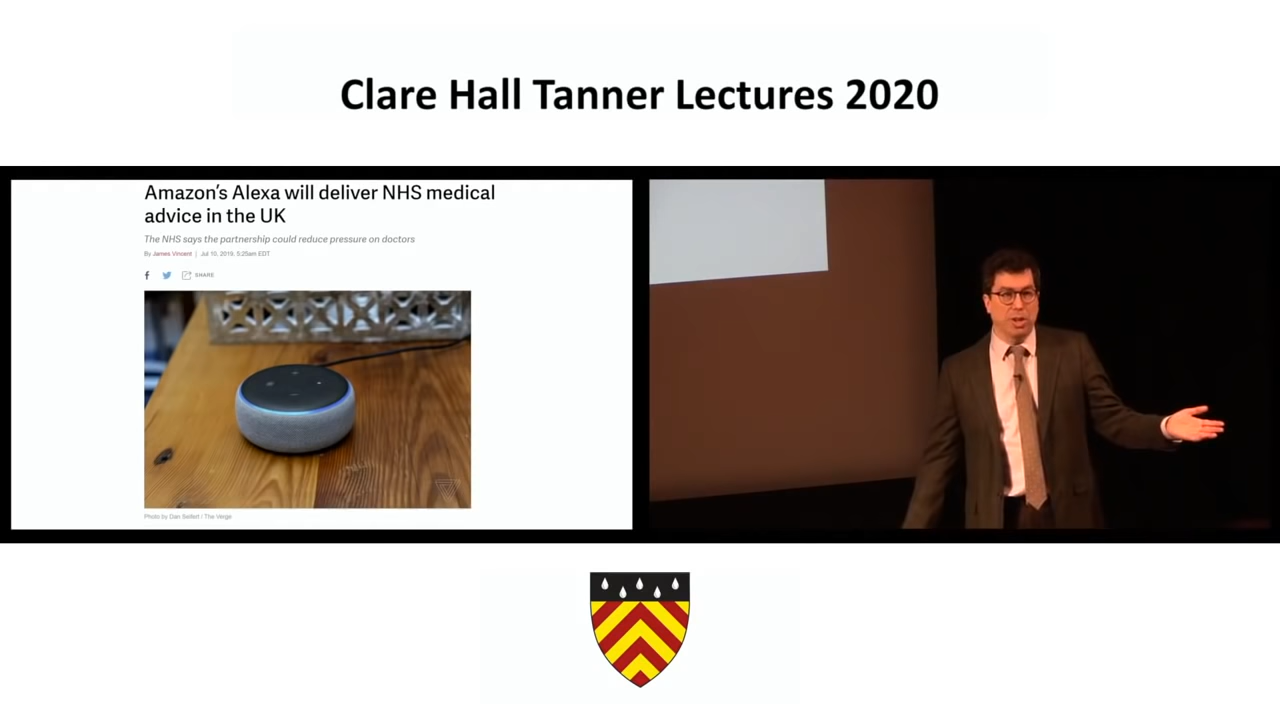 Clare Hall Tanner Lectures 2020
Amazon's Alexa will deliver NHS medical
advice in the UK
The NHS says the partnership could reduce pressure on doctors
By James Vincent | Jul 10, 2019, 5:25am EDT
SHARE
Photo by Dan Seifert / The Verge